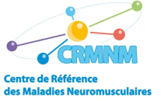 CRMNM
Centre de Référence
des Maladies Neuromusculaires